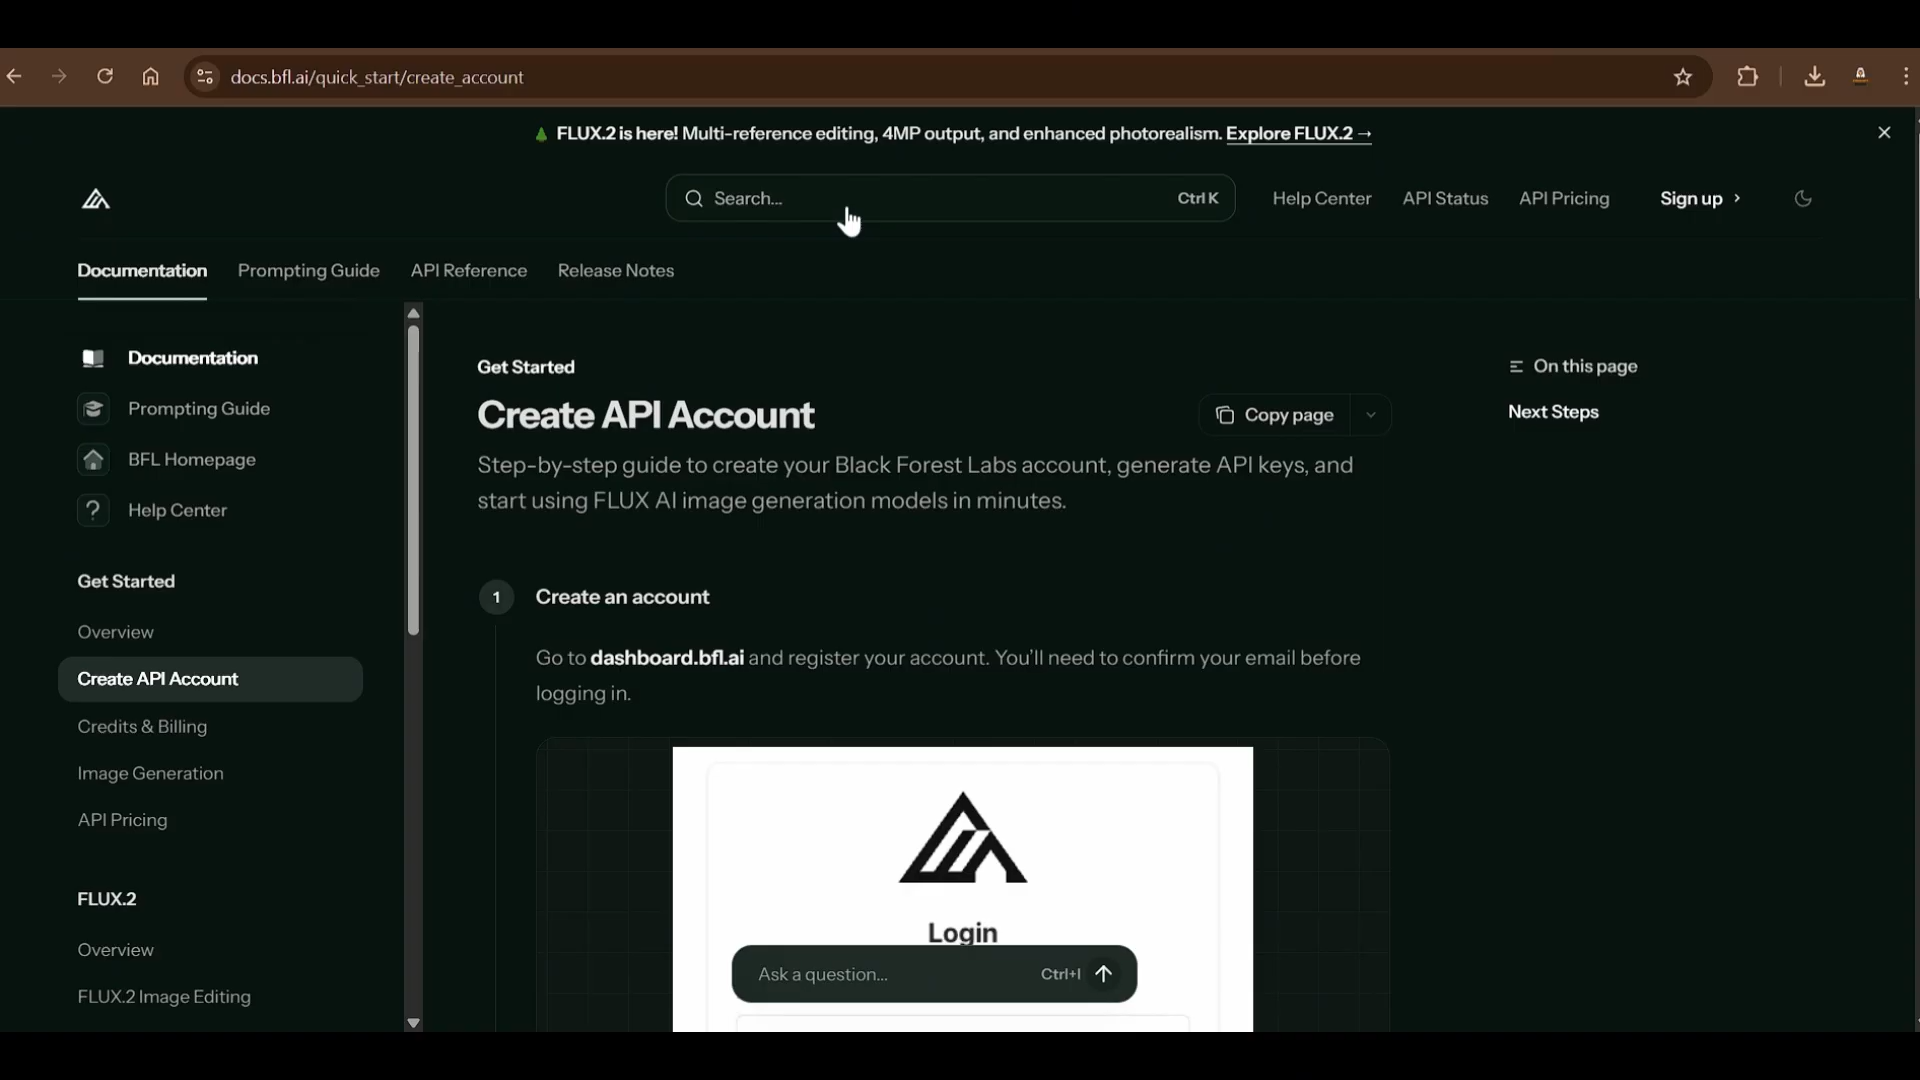 docs.bfl.ai/quick_start/create_account
FLUX.2 is here! Multi-reference editing, 4MP output, and enhanced photorealism. Explore FLUX.2 →
Search...
Ctrl K
Help Center
API Status
API Pricing
Sign up
Documentation
Prompting Guide
API Reference
Release Notes
Documentation
Prompting Guide
BFL Homepage
Help Center
Get Started
Overview
Create API Account
Credits & Billing
Image Generation
API Pricing
FLUX.2
Overview
FLUX.2 Image Editing
Get Started
Create API Account
Copy page
Step-by-step guide to create your Black Forest Labs account, generate API keys, and
start using FLUX AI image generation models in minutes.
1
Create an account
Go to dashboard.bfl.ai and register your account. You'll need to confirm your email before
logging in.
Login
Ask a question...
Ctrl+I
On this page
Next Steps